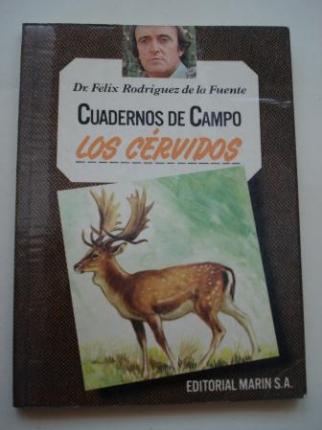 Dr. Félix Rodríguez de la Fuente
CUADERNOS DE CAMPO
LOS CÉRVIDOS
EDITORIAL MARIN S.A.